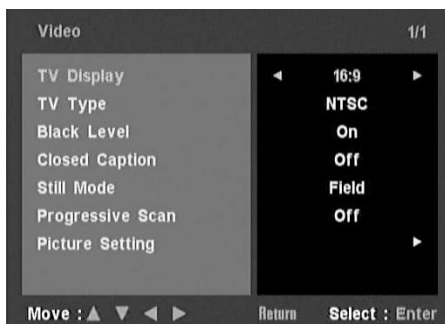 Video 1/1
TV Display ◀ 16:9 ▶
TV Type NTSC
Black Level On
Closed Caption Off
Still Mode Field
Progressive Scan Off
Picture Setting ▶
Move :▲ ▼ ◀ ▶ Return Select : Enter